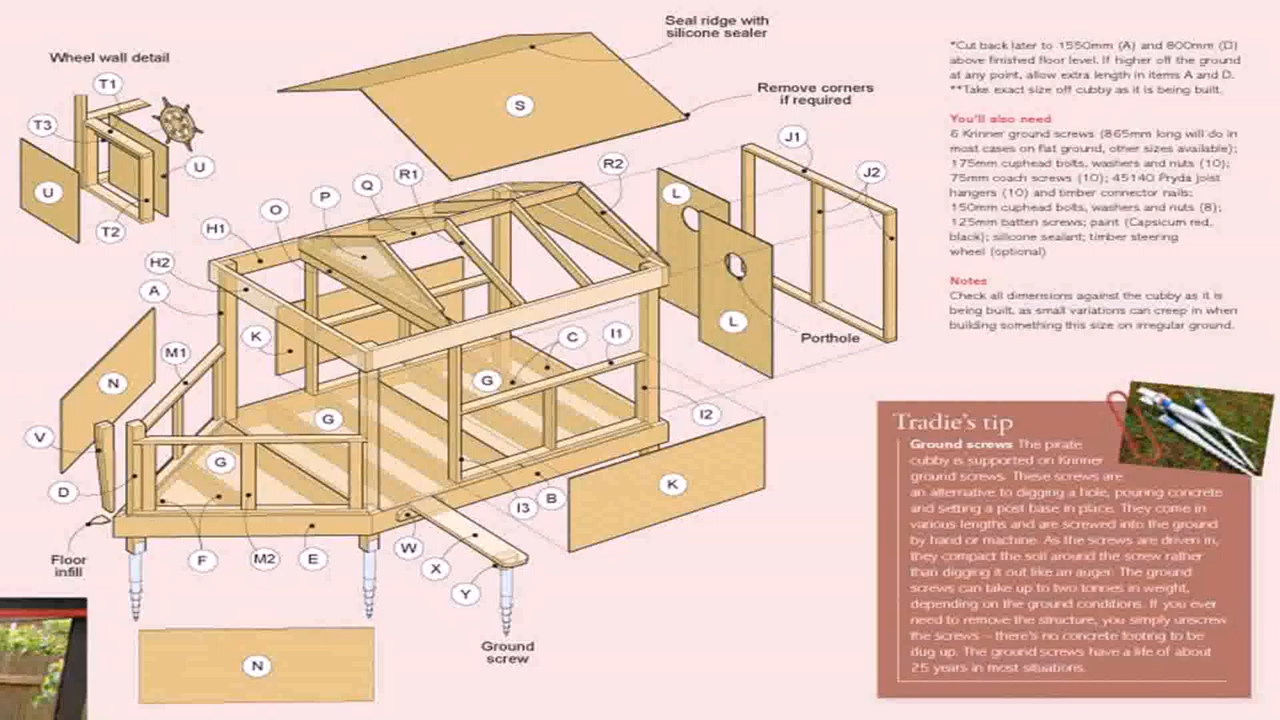 Seal ridge with
silicone sealer
Wheel wall detail
T1
T3
U
U
T2
S
Remove corners
if required
J1
J2
R2
R1
Q
P
O
H1
H2
A
L
L
Porthole
K
C
I1
G
G
G
I2
M1
N
V
D
K
B
I3
W
X
Y
F
M2
E
Floor
infill
Ground
screw
N
*Cut back later to 1550mm (A) and 800mm (D)
above finished floor level. If higher off the ground
at any point, allow extra length in items A and D.
**Take exact size off cubby as it is being built.
You'll also need
6 Krinner ground screws (865mm long will do in
most cases on flat ground, other sizes available);
175mm cuphead bolts, washers and nuts (10);
75mm coach screws (10); 45140 Pryda joist
hangers (10) and timber connector nails;
150mm cuphead bolts, washers and nuts (8);
125mm batten screws; paint (Capsicum red,
black); silicone sealant; timber steering
wheel (optional)
Notes
Check all dimensions against the cubby as it is
being built, as small variations can creep in when
building something this size on irregular ground.
Tradie's tip
Ground screws The pirate
cubby is supported on Krinner
ground screws. These screws are
an alternative to digging a hole, pouring concrete
and setting a post base in place. They come in
various lengths and are screwed into the ground
by hand or machine. As the screws are driven in,
they compact the soil around the screw rather
than digging it out like an auger. The ground
screws can take up to two tonnes in weight,
depending on the ground conditions. If you ever
need to remove the structure, you simply unscrew
the screws – there's no concrete footing to be
dug up. The ground screws have a life of about
25 years in most situations.